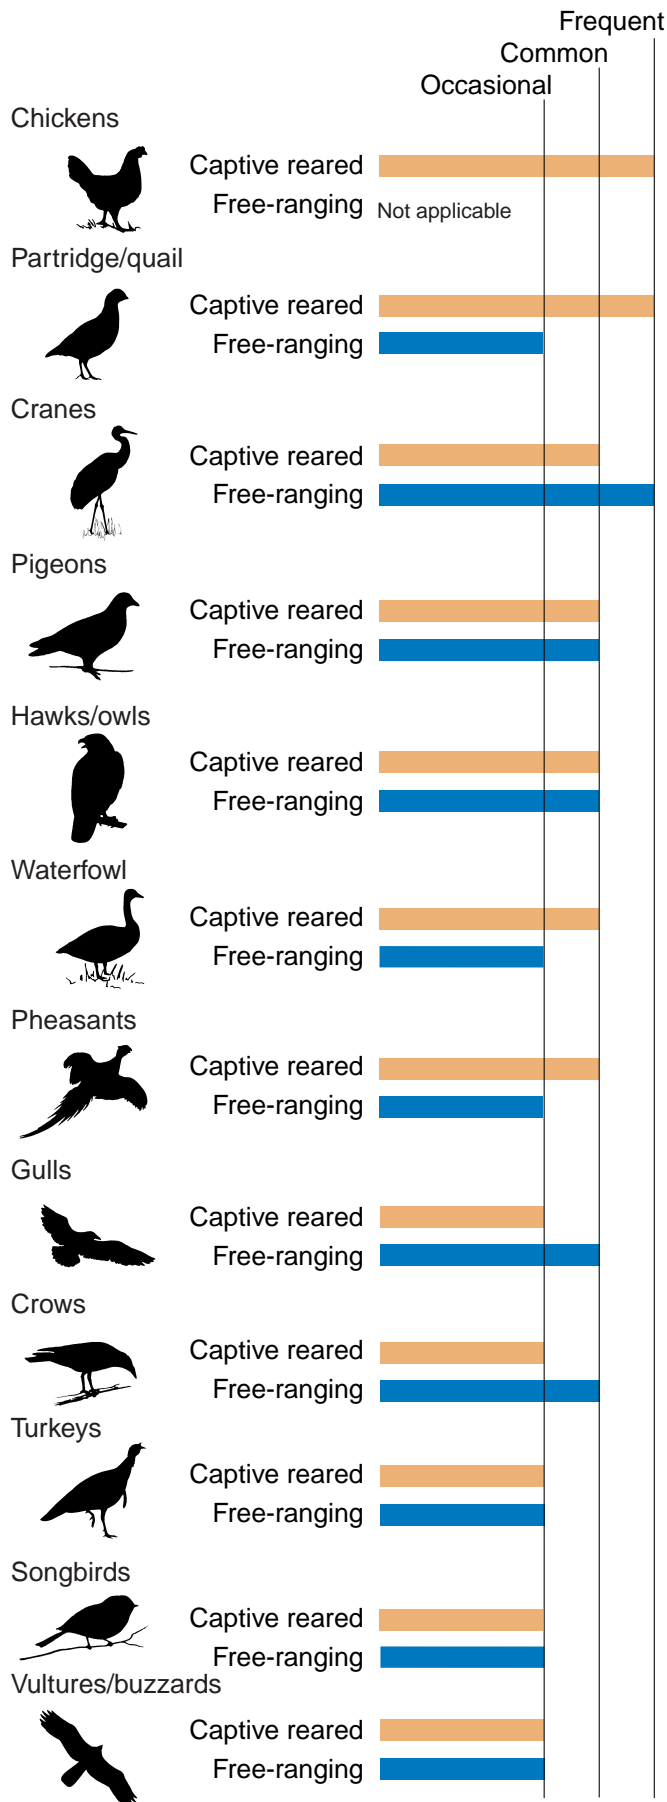 Frequent
Common
Occasional
Chickens
Captive reared
Free-ranging Not applicable
Partridge/quail
Captive reared
Free-ranging
Cranes
Captive reared
Free-ranging
Pigeons
Captive reared
Free-ranging
Hawks/owls
Captive reared
Free-ranging
Waterfowl
Captive reared
Free-ranging
Pheasants
Captive reared
Free-ranging
Gulls
Captive reared
Free-ranging
Crows
Captive reared
Free-ranging
Turkeys
Captive reared
Free-ranging
Songbirds
Captive reared
Free-ranging
Vultures/buzzards
Captive reared
Free-ranging